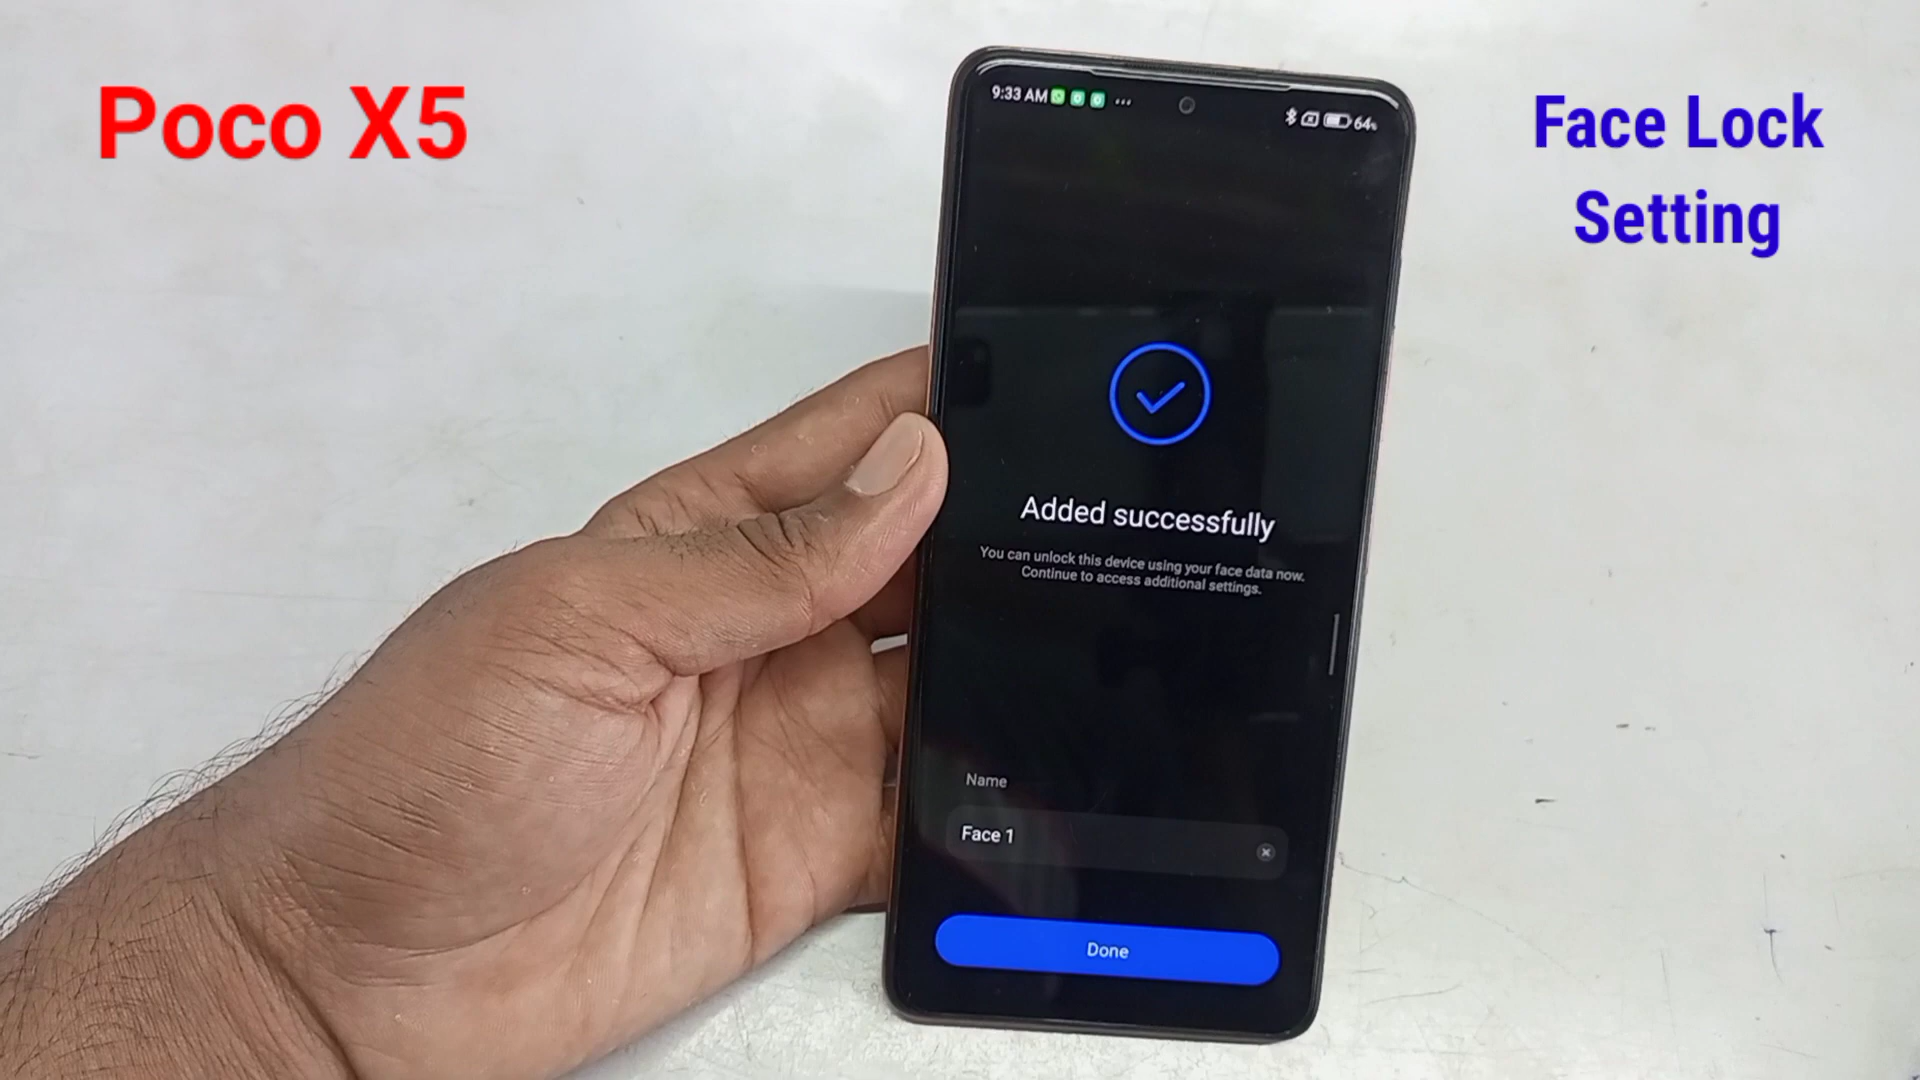 Poco X5
Face Lock
Setting
9:33 AM
64%
Added successfully
You can unlock this device using your face data now.
Continue to access additional settings.
Name
Face 1
Done